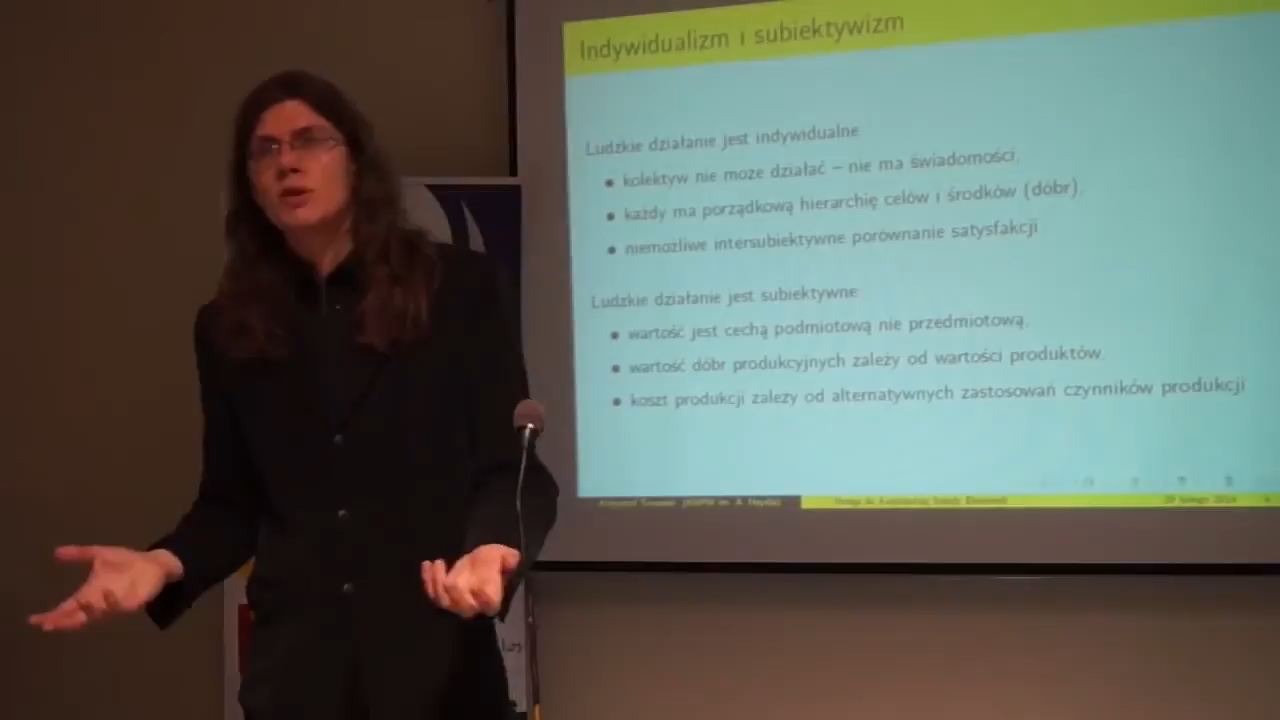 Indywidualizm i subiektywizm
Ludzkie działanie jest indywidualne
kolektyw nie może działać – nie ma świadomości,
każdy ma porządkową hierarchię celów i środków (dóbr),
niemożliwe intersubiektywne porównanie satysfakcji
Ludzkie działanie jest subiektywne
wartość jest cechą podmiotową nie przedmiotową,
wartość dóbr produkcyjnych zależy od wartości produktów,
koszt produkcji zależy od alternatywnych zastosowań czynników produkcji